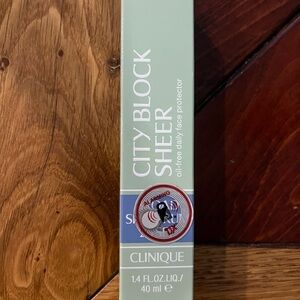 CITY BLOCK
SHEER
oil-free daily face protector
CLINIQUE
1.4 FL.OZ.LIQ./
40 ml e